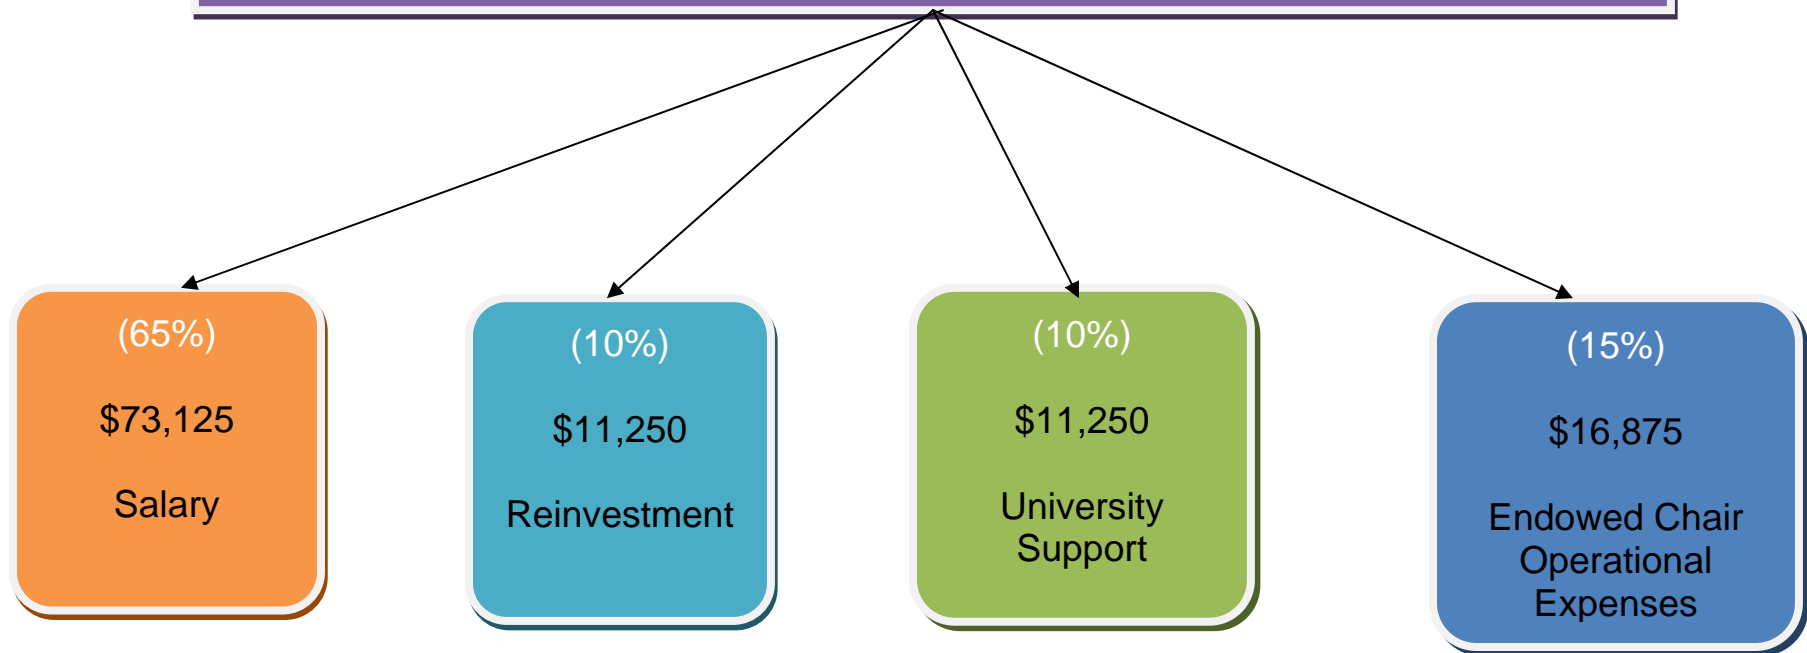 (65%)
$73,125
Salary
(10%)
$11,250
Reinvestment
(10%)
$11,250
University
Support
(15%)
$16,875
Endowed Chair
Operational
Expenses